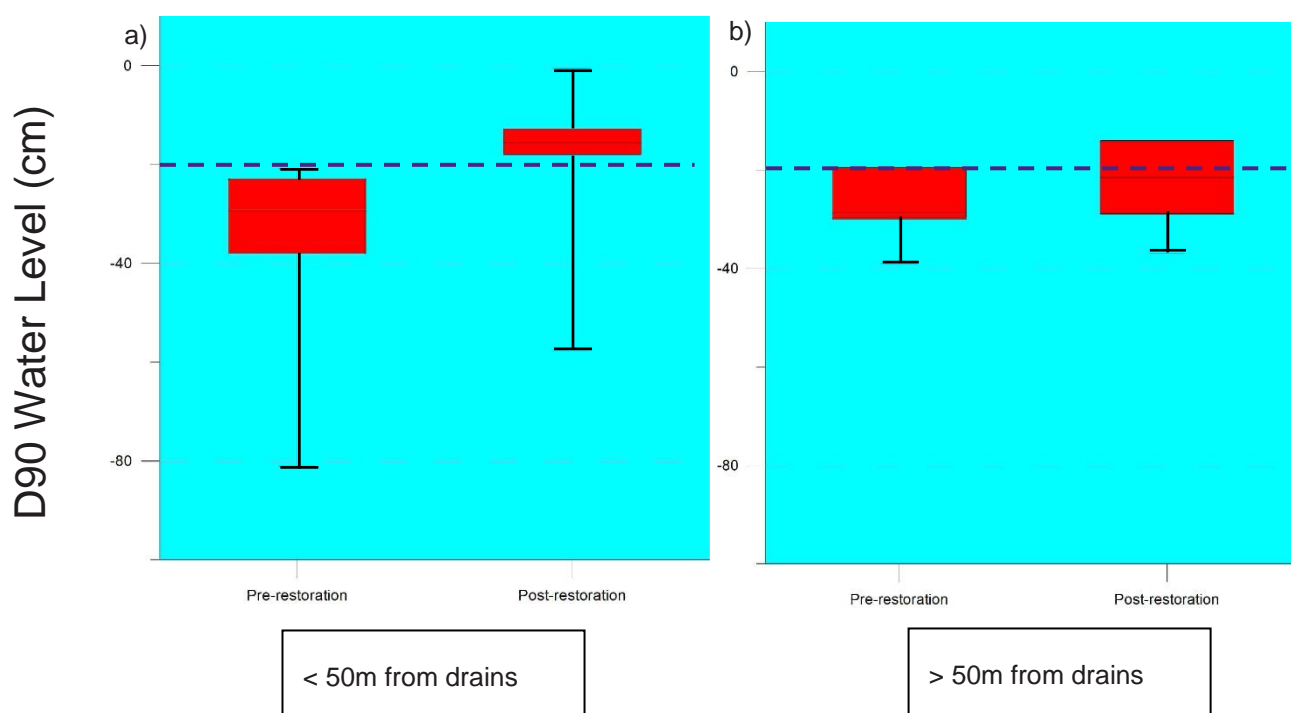 D90 Water Level (cm)
a)
0
-40
-80
Pre-restoration
Post-restoration
< 50m from drains
b)
0
-40
-80
Pre-restoration
Post-restoration
> 50m from drains